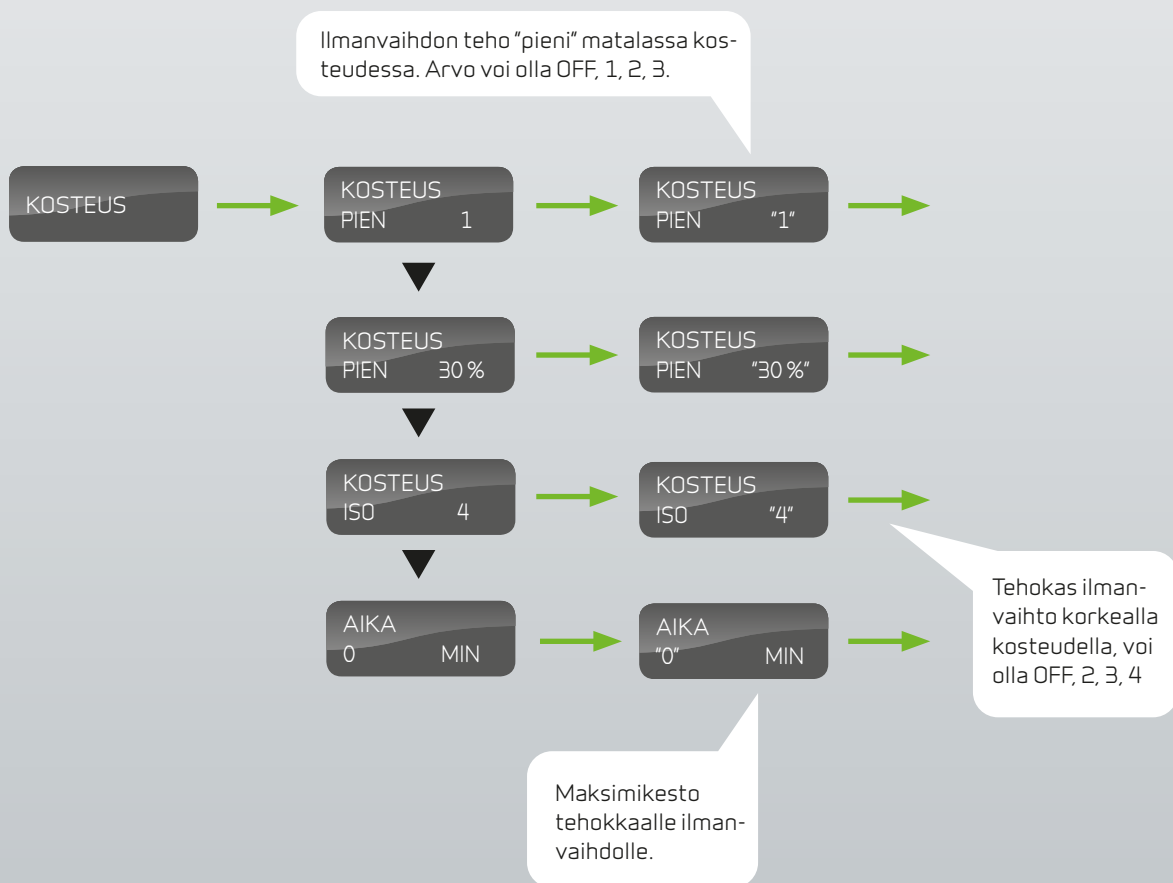 Ilmanvaihdon teho "pieni" matalassa kos-
teudessa. Arvo voi olla OFF, 1, 2, 3.
KOSTEUS
KOSTEUS
PIEN 1
KOSTEUS
PIEN "1"
KOSTEUS
PIEN 30 %
KOSTEUS
PIEN "30 %"
KOSTEUS
ISO 4
KOSTEUS
ISO "4"
Tehokas ilman-
vaihto korkealla
kosteudella, voi
olla OFF, 2, 3, 4
AIKA
0 MIN
AIKA
"0" MIN
Maksimikesto
tehokkaalle ilman-
vaihdolle.